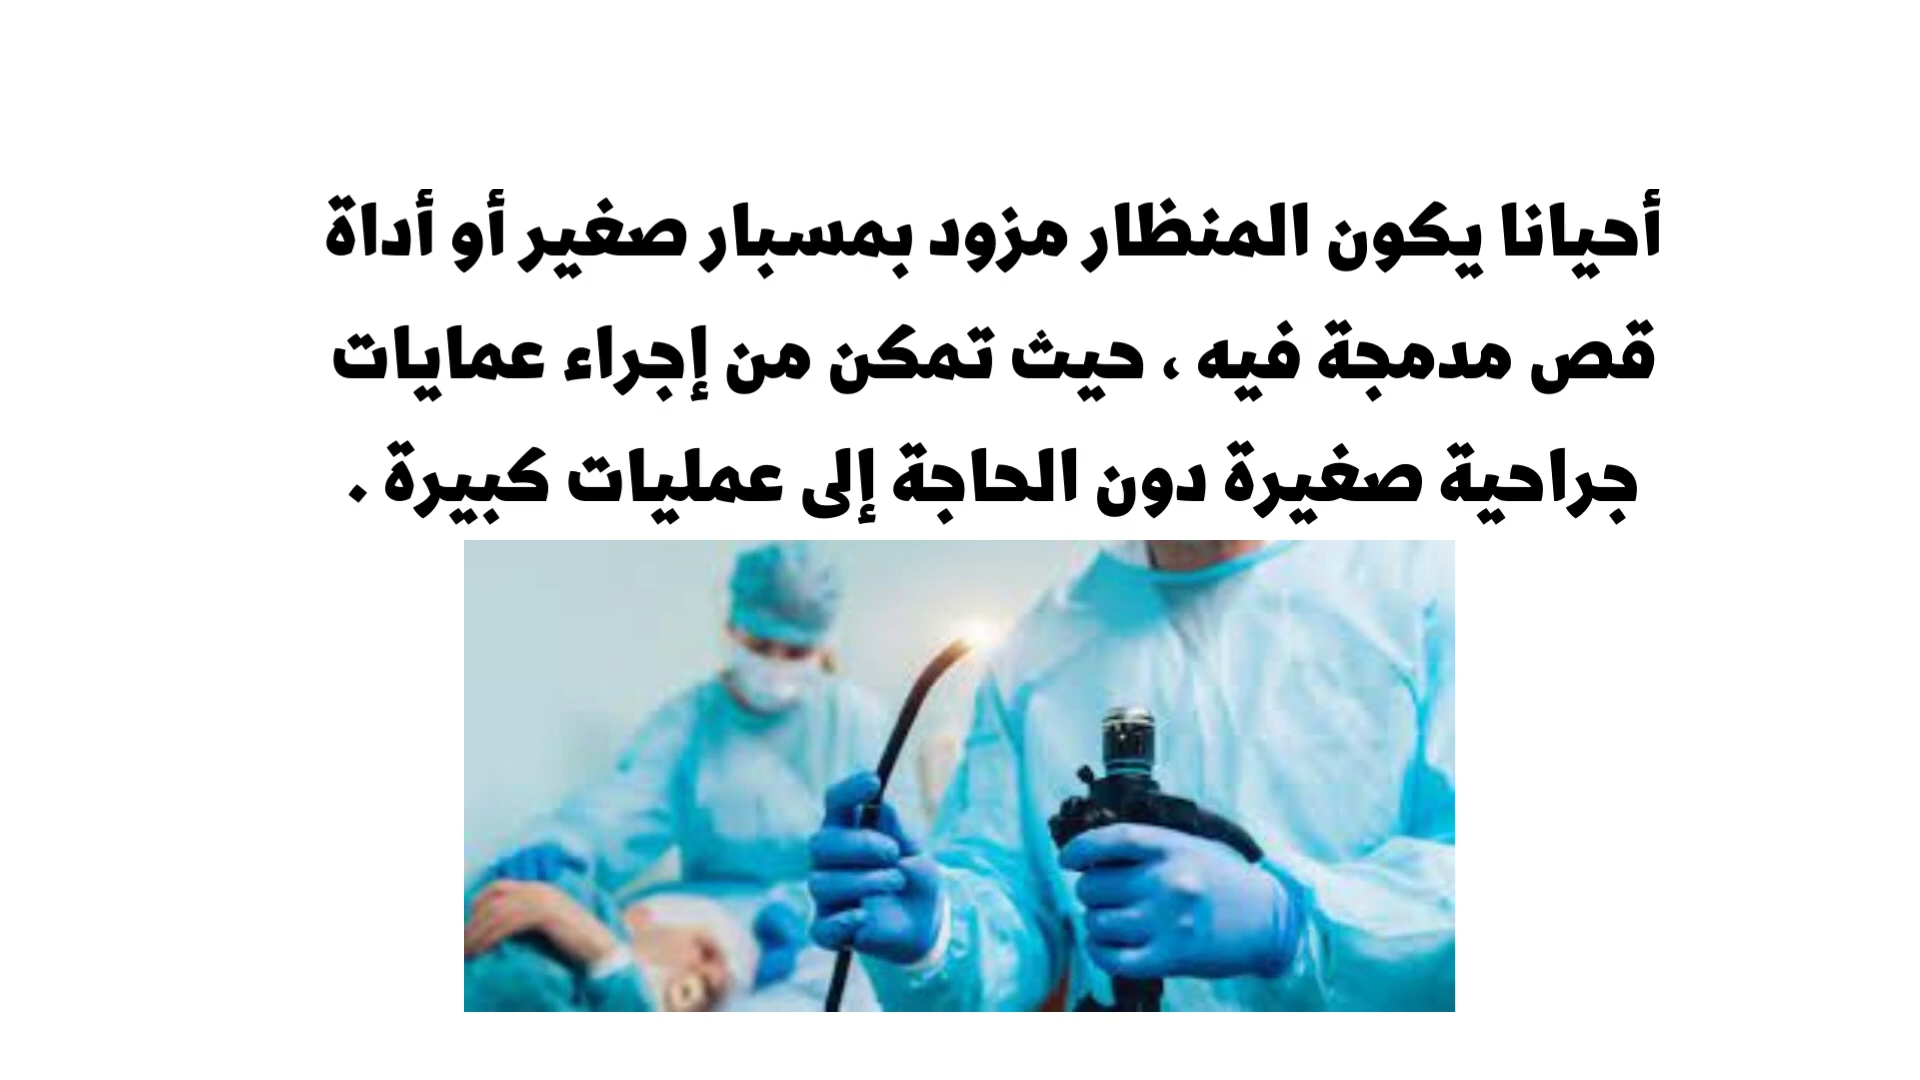 أحيانا يكون المنظار مزود بمسبار صغير أو أداة
قص مدمجة فيه ، حيث تمكن من إجراء عمايات
جراحية صغيرة دون الحاجة إلى عمليات كبيرة .